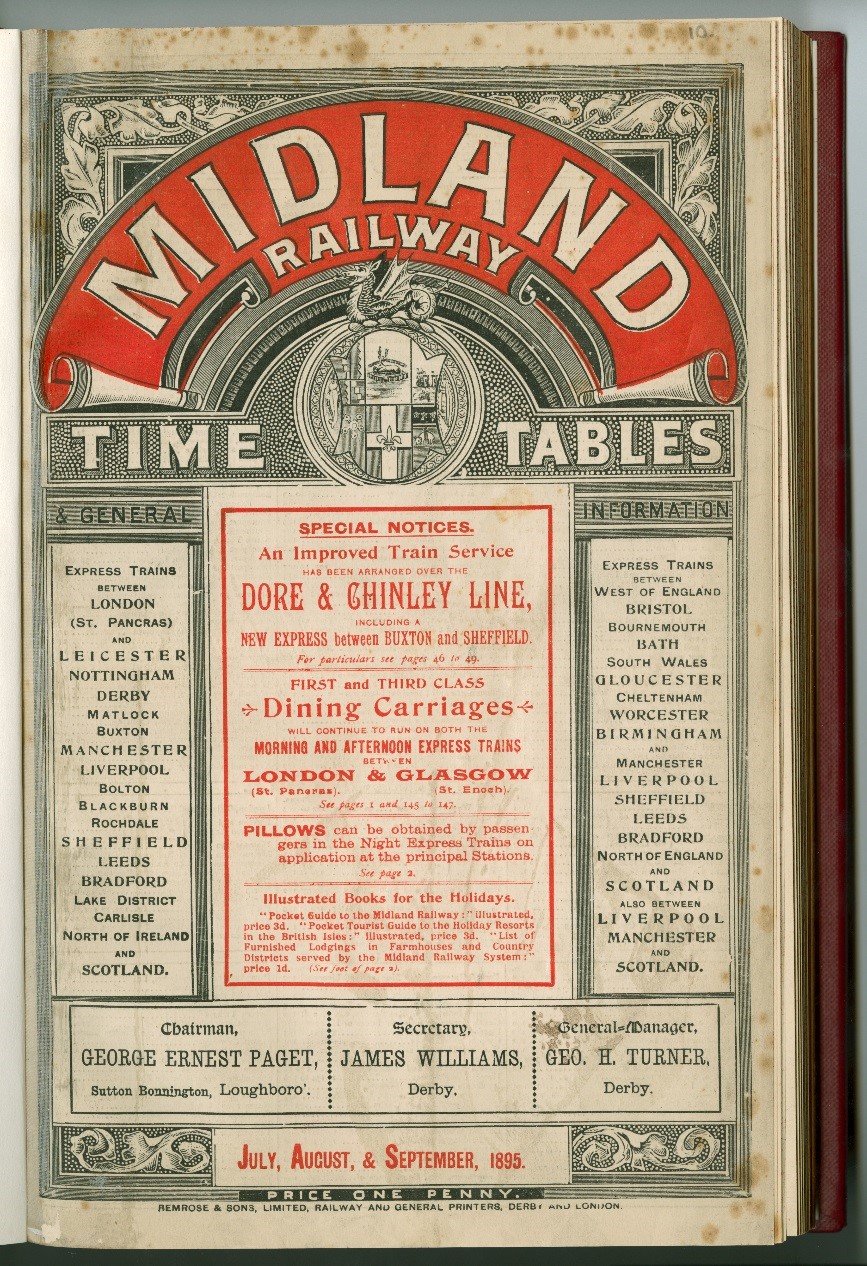 10.
MIDLAND
RAILWAY
TIME TABLES
& GENERAL INFORMATION
EXPRESS TRAINS
BETWEEN
LONDON
(ST. PANCRAS)
AND
LEICESTER
NOTTINGHAM
DERBY
MATLOCK
BUXTON
MANCHESTER
LIVERPOOL
BOLTON
BLACKBURN
ROCHDALE
SHEFFIELD
LEEDS
BRADFORD
LAKE DISTRICT
CARLISLE
NORTH OF IRELAND
AND
SCOTLAND.
SPECIAL NOTICES.
An Improved Train Service
HAS BEEN ARRANGED OVER THE
DORE & CHINLEY LINE,
INCLUDING A
NEW EXPRESS between BUXTON and SHEFFIELD.
For particulars see pages 46 to 49.
FIRST and THIRD CLASS
Dining Carriages
WILL CONTINUE TO RUN ON BOTH THE
MORNING AND AFTERNOON EXPRESS TRAINS
BETWEEN
LONDON & GLASGOW
(St. Pancras). (St. Enoch).
See pages 1 and 145 to 147.
PILLOWS can be obtained by passen-
gers in the Night Express Trains on
application at the principal Stations.
See page 2.
Illustrated Books for the Holidays.
"Pocket Guide to the Midland Railway:" illustrated,
price 3d. "Pocket Tourist Guide to the Holiday Resorts
in the British Isles:" illustrated, price 3d. "List of
Furnished Lodgings in Farmhouses and Country
Districts served by the Midland Railway System:"
price 1d. (See foot of page 2).
EXPRESS TRAINS
BETWEEN
WEST OF ENGLAND
BRISTOL
BOURNEMOUTH
BATH
SOUTH WALES
GLOUCESTER
CHELTENHAM
WORCESTER
BIRMINGHAM
AND
MANCHESTER
LIVERPOOL
SHEFFIELD
LEEDS
BRADFORD
NORTH OF ENGLAND
AND
SCOTLAND
ALSO BETWEEN
LIVERPOOL
MANCHESTER
AND
SCOTLAND.
Chairman,
GEORGE ERNEST PAGET,
Sutton Bonnington, Loughboro'.
Secretary,
JAMES WILLIAMS,
Derby.
General-Manager,
GEO. H. TURNER,
Derby.
JULY, AUGUST, & SEPTEMBER, 1895.
PRICE ONE PENNY.
BEMROSE & SONS, LIMITED, RAILWAY AND GENERAL PRINTERS, DERBY AND LONDON.